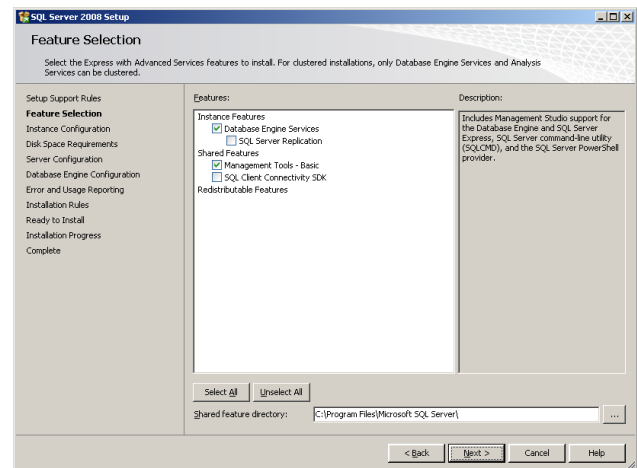 SQL Server 2008 Setup
Feature Selection
Select the Express with Advanced Services features to install. For clustered installations, only Database Engine Services and Analysis
Services can be clustered.
Setup Support Rules
Feature Selection
Instance Configuration
Disk Space Requirements
Server Configuration
Database Engine Configuration
Error and Usage Reporting
Installation Rules
Ready to Install
Installation Progress
Complete
Features:
Instance Features
Database Engine Services
SQL Server Replication
Shared Features
Management Tools - Basic
SQL Client Connectivity SDK
Redistributable Features
Description:
Includes Management Studio support for
the Database Engine and SQL Server
Express, SQL Server command-line utility
(SQLCMD), and the SQL Server PowerShell
provider.
Select All
Unselect All
Shared feature directory:
C:\Program Files\Microsoft SQL Server\
...
< Back
Next >
Cancel
Help